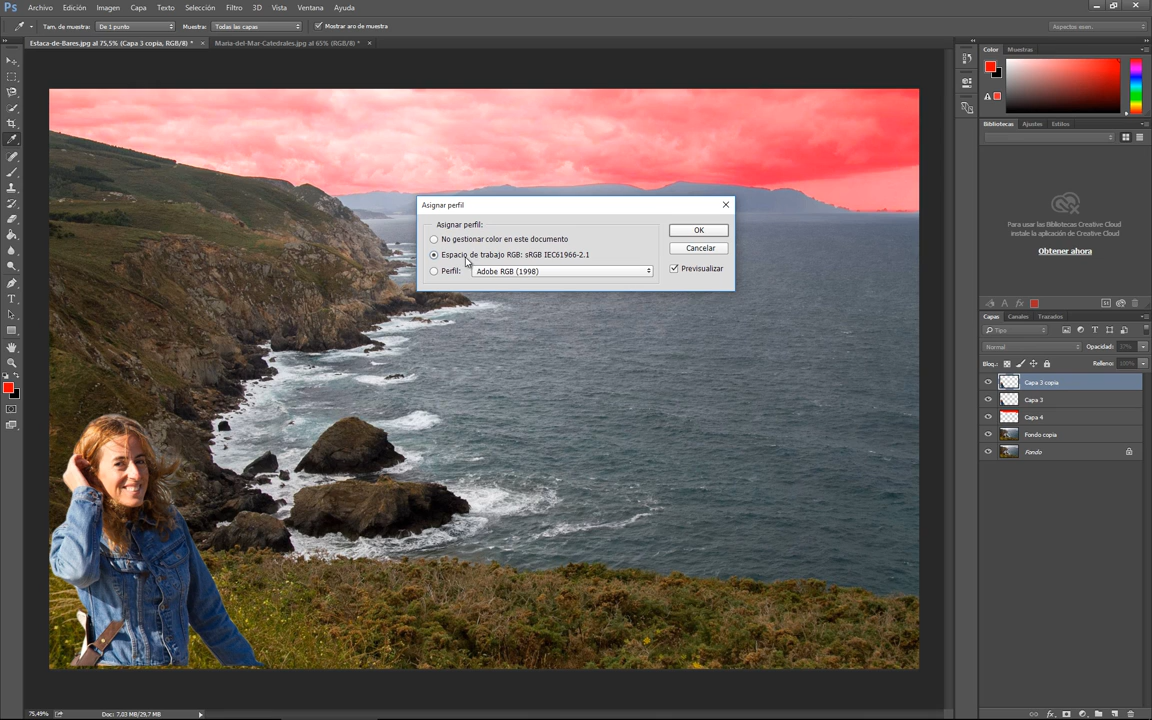 Ps Archivo Edición Imagen Capa Texto Selección Filtro 3D Vista Ventana Ayuda
Tam. de muestra: De 1 punto Muestra: Todas las capas Mostrar aro de muestra Aspectos esen.
Estaca-de-Bares.jpg al 75,5% (Capa 3 copia, RGB/8) * × Maria-del-Mar-Catedrales.jpg al 65% (RGB/8) * ×
Color Muestras
Bibliotecas Ajustes Estilos
Para usar las Bibliotecas Creative Cloud
instale la aplicación de Creative Cloud
Obtener ahora
Asignar perfil
Asignar perfil:
No gestionar color en este documento
Espacio de trabajo RGB: sRGB IEC61966-2.1
Perfil: Adobe RGB (1998)
OK
Cancelar
Previsualizar
Capas Canales Trazados
Tipo
Normal Opacidad: 37%
Bloq.: Relleno: 100%
Capa 3 copia
Capa 3
Capa 4
Fondo copia
Fondo
75,49% Doc: 7,03 MB/29,7 MB